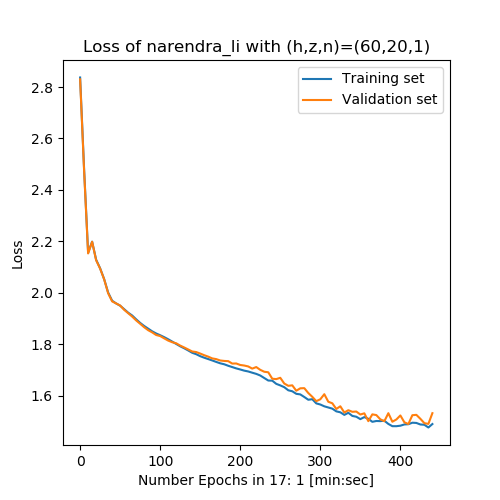 Loss of narendra_li with (h,z,n)=(60,20,1)
Training set
Validation set
2.8
2.6
2.4
2.2
2.0
1.8
1.6
Loss
0
100
200
300
400
Number Epochs in 17: 1 [min:sec]